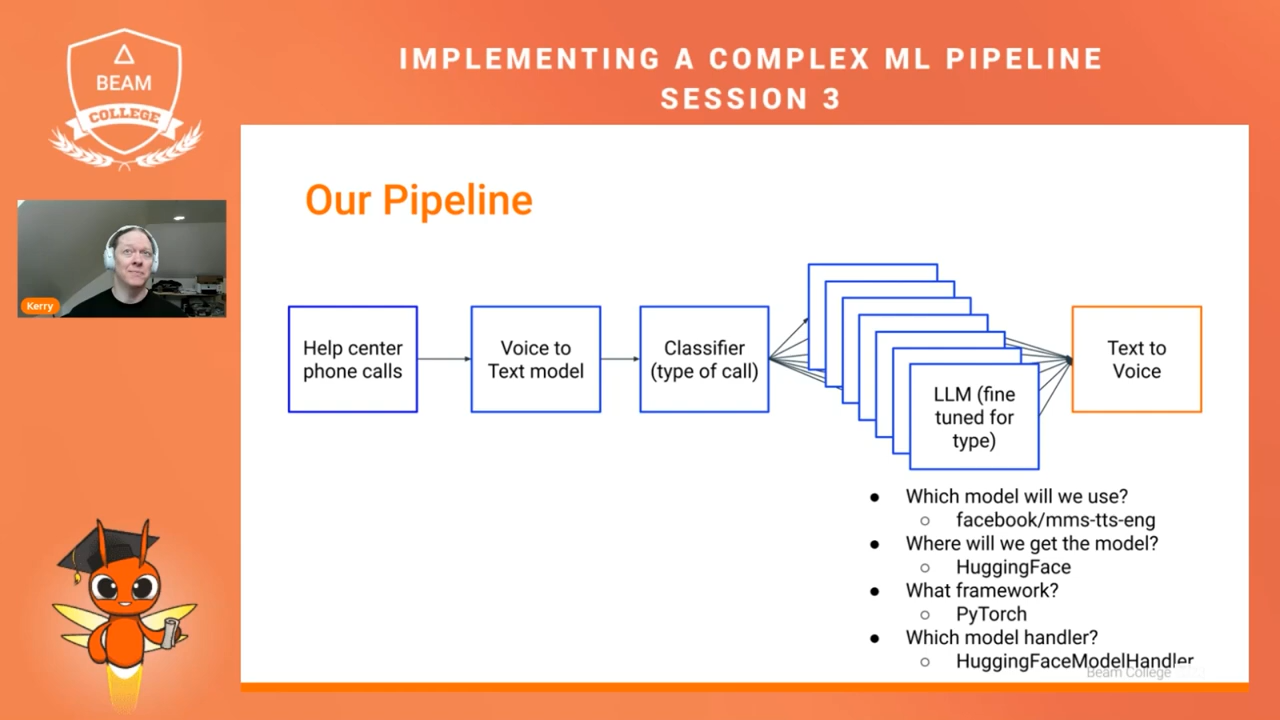 BEAM
COLLEGE
IMPLEMENTING A COMPLEX ML PIPELINE
SESSION 3
Kerry
Our Pipeline
Help center
phone calls
Voice to
Text model
Classifier
(type of call)
LLM (fine
tuned for
type)
Text to
Voice
● Which model will we use?
○ facebook/mms-tts-eng
● Where will we get the model?
○ HuggingFace
● What framework?
○ PyTorch
● Which model handler?
○ HuggingFaceModelHandler
Beam College